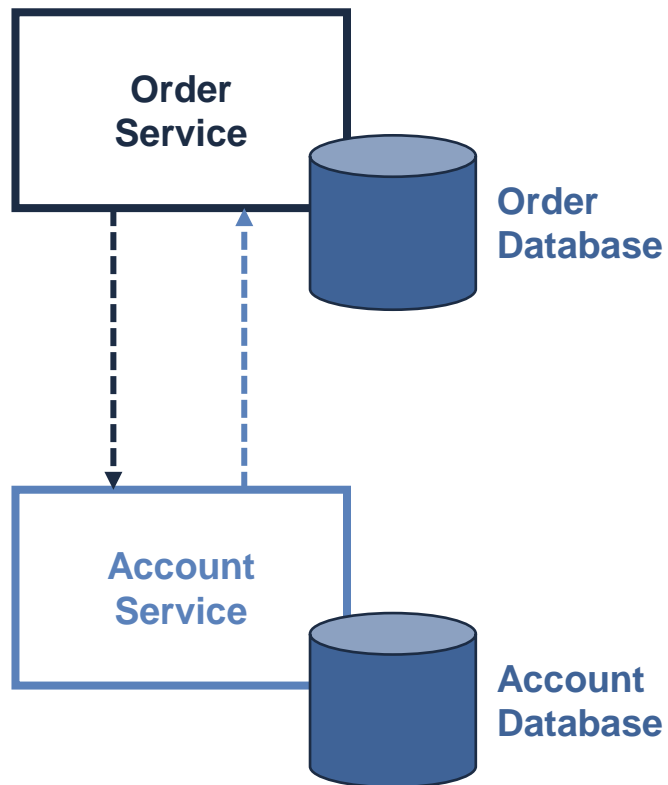 Order
Service
Order
Database
Account
Service
Account
Database